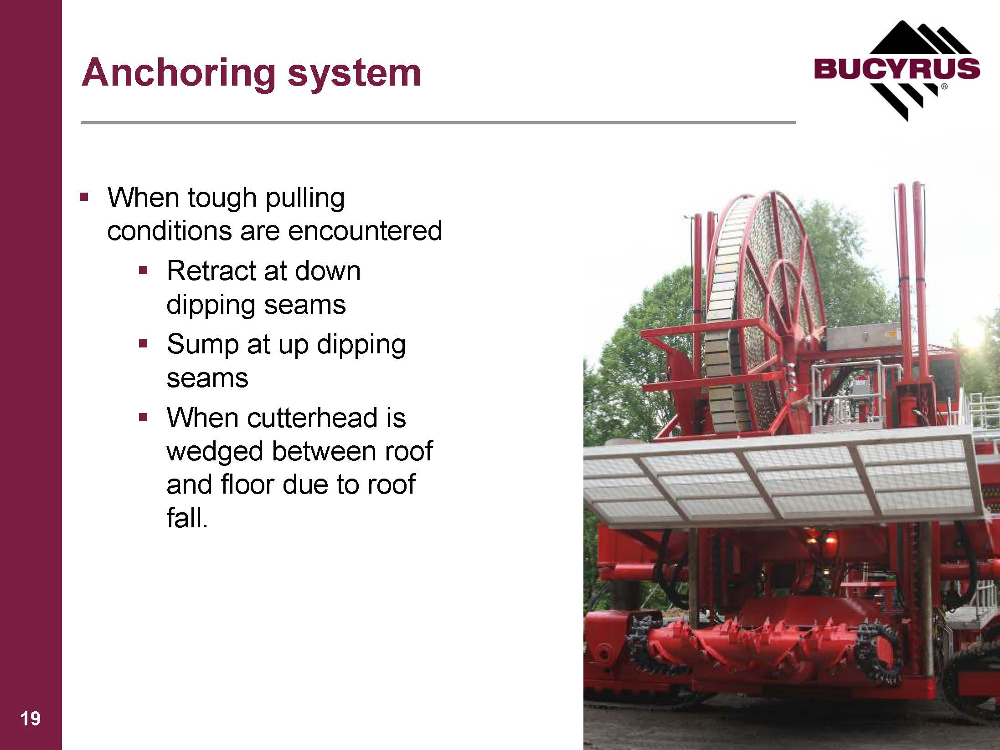 Anchoring system
BUCYRUS
®
▪ When tough pulling
conditions are encountered
▪ Retract at down
dipping seams
▪ Sump at up dipping
seams
▪ When cutterhead is
wedged between roof
and floor due to roof
fall.
19